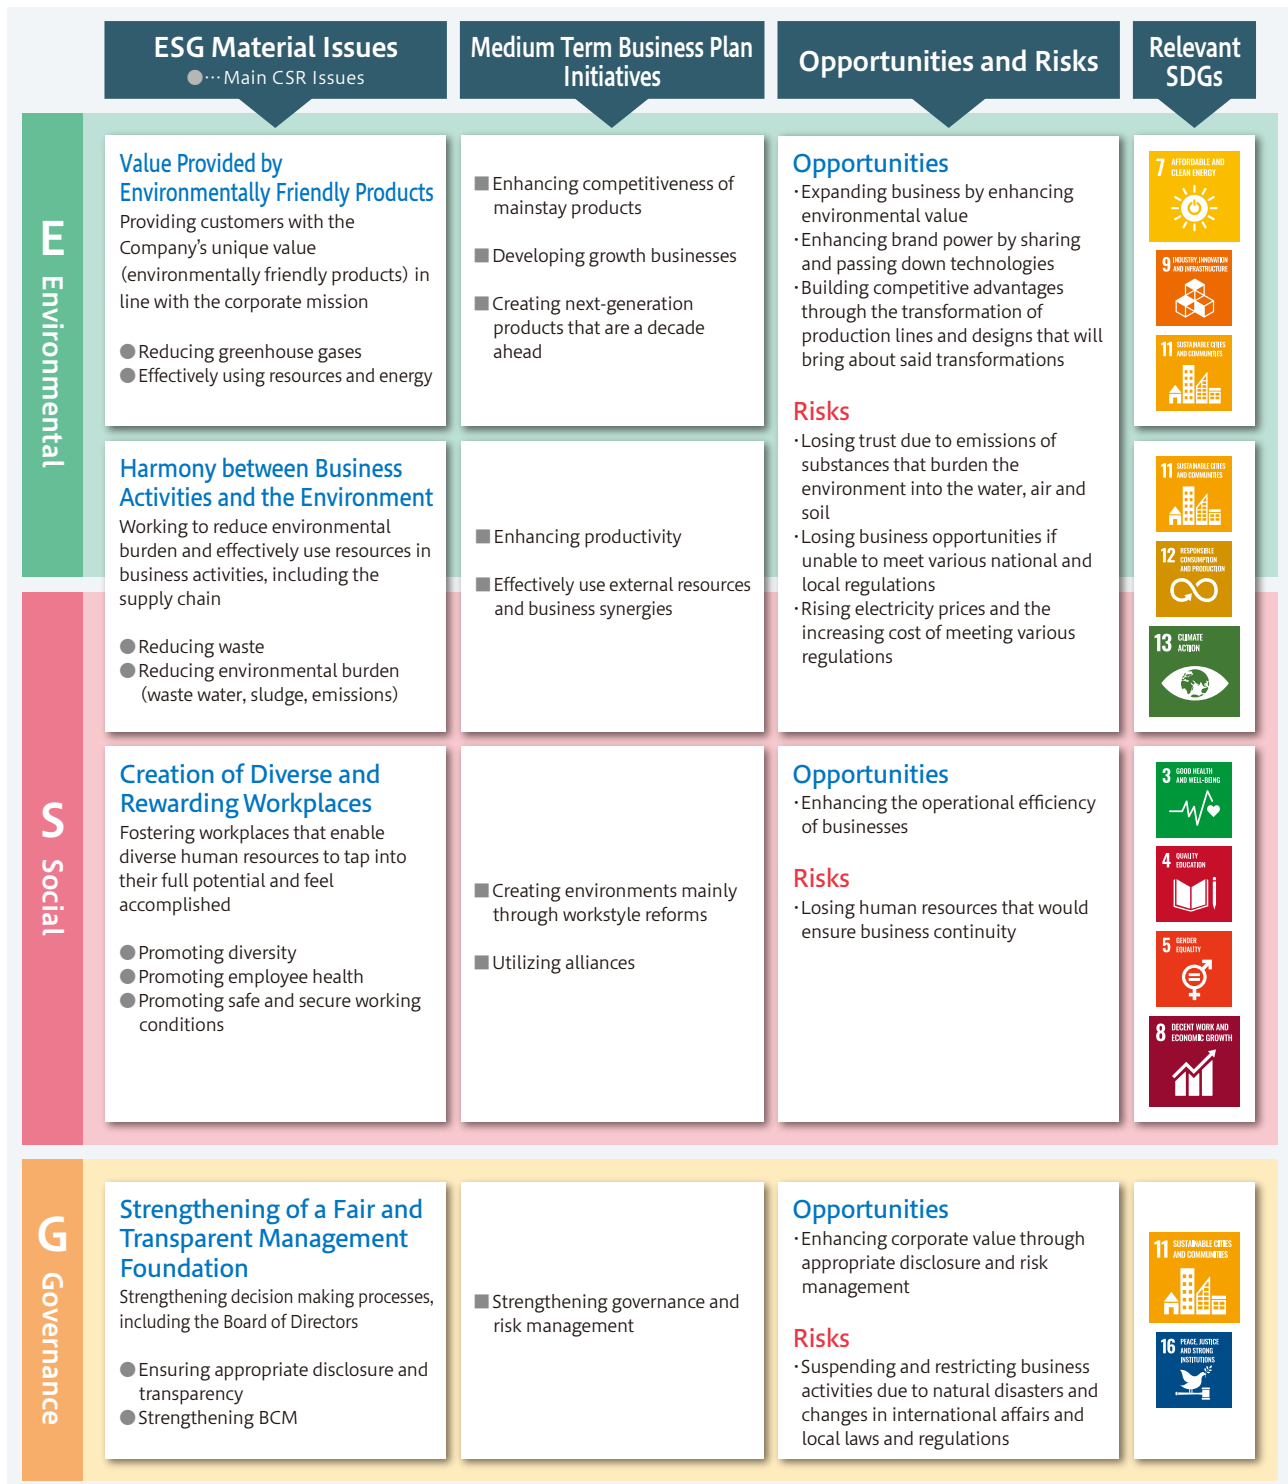 ESG Material Issues
●…Main CSR Issues
Medium Term Business Plan
Initiatives
Opportunities and Risks
Relevant
SDGs
E Environmental
Value Provided by
Environmentally Friendly Products
Providing customers with the
Company's unique value
(environmentally friendly products) in
line with the corporate mission
●Reducing greenhouse gases
●Effectively using resources and energy
■Enhancing competitiveness of
mainstay products
■Developing growth businesses
■Creating next-generation
products that are a decade
ahead
Opportunities
・Expanding business by enhancing
environmental value
・Enhancing brand power by sharing
and passing down technologies
・Building competitive advantages
through the transformation of
production lines and designs that will
bring about said transformations
Risks
・Losing trust due to emissions of
substances that burden the
environment into the water, air and
soil
・Losing business opportunities if
unable to meet various national and
local regulations
・Rising electricity prices and the
increasing cost of meeting various
regulations
7 AFFORDABLE AND
CLEAN ENERGY
9 INDUSTRY, INNOVATION
AND INFRASTRUCTURE
11 SUSTAINABLE CITIES
AND COMMUNITIES
Harmony between Business
Activities and the Environment
Working to reduce environmental
burden and effectively use resources in
business activities, including the
supply chain
●Reducing waste
●Reducing environmental burden
(waste water, sludge, emissions)
■Enhancing productivity
■Effectively use external resources
and business synergies
11 SUSTAINABLE CITIES
AND COMMUNITIES
12 RESPONSIBLE
CONSUMPTION
AND PRODUCTION
13 CLIMATE
ACTION
S Social
Creation of Diverse and
Rewarding Workplaces
Fostering workplaces that enable
diverse human resources to tap into
their full potential and feel
accomplished
●Promoting diversity
●Promoting employee health
●Promoting safe and secure working
conditions
■Creating environments mainly
through workstyle reforms
■Utilizing alliances
Opportunities
・Enhancing the operational efficiency
of businesses
Risks
・Losing human resources that would
ensure business continuity
3 GOOD HEALTH
AND WELL-BEING
4 QUALITY
EDUCATION
5 GENDER
EQUALITY
8 DECENT WORK AND
ECONOMIC GROWTH
G Governance
Strengthening of a Fair and
Transparent Management
Foundation
Strengthening decision making processes,
including the Board of Directors
●Ensuring appropriate disclosure and
transparency
●Strengthening BCM
■Strengthening governance and
risk management
Opportunities
・Enhancing corporate value through
appropriate disclosure and risk
management
Risks
・Suspending and restricting business
activities due to natural disasters and
changes in international affairs and
local laws and regulations
11 SUSTAINABLE CITIES
AND COMMUNITIES
16 PEACE, JUSTICE
AND STRONG
INSTITUTIONS